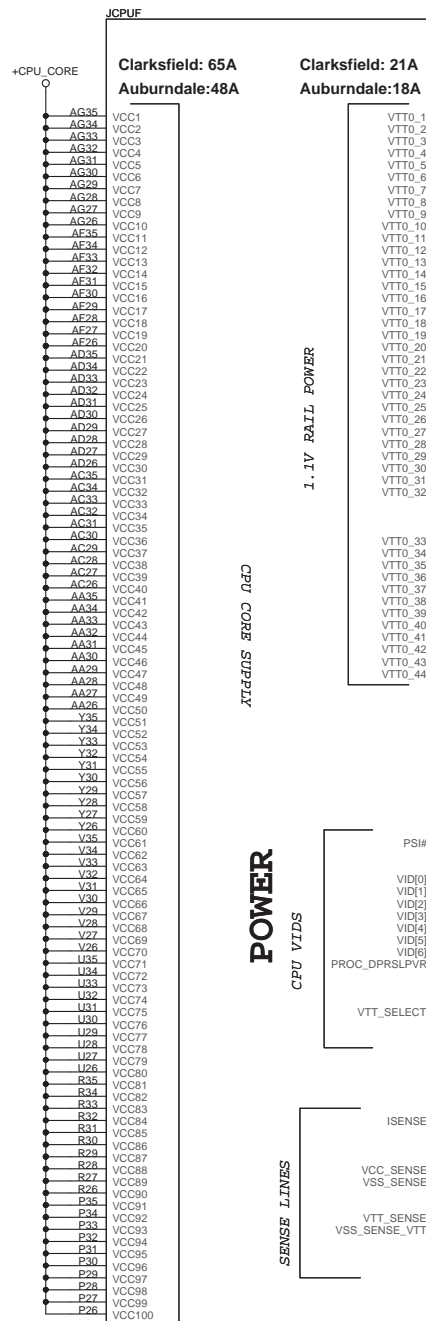 JCPUF
+CPU_CORE
Clarksfield: 65A
Auburndale:48A
Clarksfield: 21A
Auburndale:18A
AG35 VCC1
AG34 VCC2
AG33 VCC3
AG32 VCC4
AG31 VCC5
AG30 VCC6
AG29 VCC7
AG28 VCC8
AG27 VCC9
AG26 VCC10
AF35 VCC11
AF34 VCC12
AF33 VCC13
AF32 VCC14
AF31 VCC15
AF30 VCC16
AF29 VCC17
AF28 VCC18
AF27 VCC19
AF26 VCC20
AD35 VCC21
AD34 VCC22
AD33 VCC23
AD32 VCC24
AD31 VCC25
AD30 VCC26
AD29 VCC27
AD28 VCC28
AD27 VCC29
AD26 VCC30
AC35 VCC31
AC34 VCC32
AC33 VCC33
AC32 VCC34
AC31 VCC35
AC30 VCC36
AC29 VCC37
AC28 VCC38
AC27 VCC39
AC26 VCC40
AA35 VCC41
AA34 VCC42
AA33 VCC43
AA32 VCC44
AA31 VCC45
AA30 VCC46
AA29 VCC47
AA28 VCC48
AA27 VCC49
AA26 VCC50
Y35 VCC51
Y34 VCC52
Y33 VCC53
Y32 VCC54
Y31 VCC55
Y30 VCC56
Y29 VCC57
Y28 VCC58
Y27 VCC59
Y26 VCC60
V35 VCC61
V34 VCC62
V33 VCC63
V32 VCC64
V31 VCC65
V30 VCC66
V29 VCC67
V28 VCC68
V27 VCC69
V26 VCC70
U35 VCC71
U34 VCC72
U33 VCC73
U32 VCC74
U31 VCC75
U30 VCC76
U29 VCC77
U28 VCC78
U27 VCC79
U26 VCC80
R35 VCC81
R34 VCC82
R33 VCC83
R32 VCC84
R31 VCC85
R30 VCC86
R29 VCC87
R28 VCC88
R27 VCC89
R26 VCC90
P35 VCC91
P34 VCC92
P33 VCC93
P32 VCC94
P31 VCC95
P30 VCC96
P29 VCC97
P28 VCC98
P27 VCC99
P26 VCC100
CPU CORE SUPPLY
POWER
1.1V RAIL POWER
VTT0_1
VTT0_2
VTT0_3
VTT0_4
VTT0_5
VTT0_6
VTT0_7
VTT0_8
VTT0_9
VTT0_10
VTT0_11
VTT0_12
VTT0_13
VTT0_14
VTT0_15
VTT0_16
VTT0_17
VTT0_18
VTT0_19
VTT0_20
VTT0_21
VTT0_22
VTT0_23
VTT0_24
VTT0_25
VTT0_26
VTT0_27
VTT0_28
VTT0_29
VTT0_30
VTT0_31
VTT0_32
VTT0_33
VTT0_34
VTT0_35
VTT0_36
VTT0_37
VTT0_38
VTT0_39
VTT0_40
VTT0_41
VTT0_42
VTT0_43
VTT0_44
CPU VIDS
PSI#
VID[0]
VID[1]
VID[2]
VID[3]
VID[4]
VID[5]
VID[6]
PROC_DPRSLPVR
VTT_SELECT
SENSE LINES
ISENSE
VCC_SENSE
VSS_SENSE
VTT_SENSE
VSS_SENSE_VTT